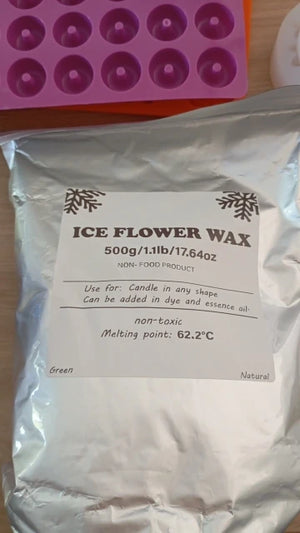 ICE FLOWER WAX
500g/1.1lb/17.64oz
NON- FOOD PRODUCT
Use for: Candle in any shape
Can be added in dye and essence oil.
non-toxic
Melting point: 62.2°C
Green Natural